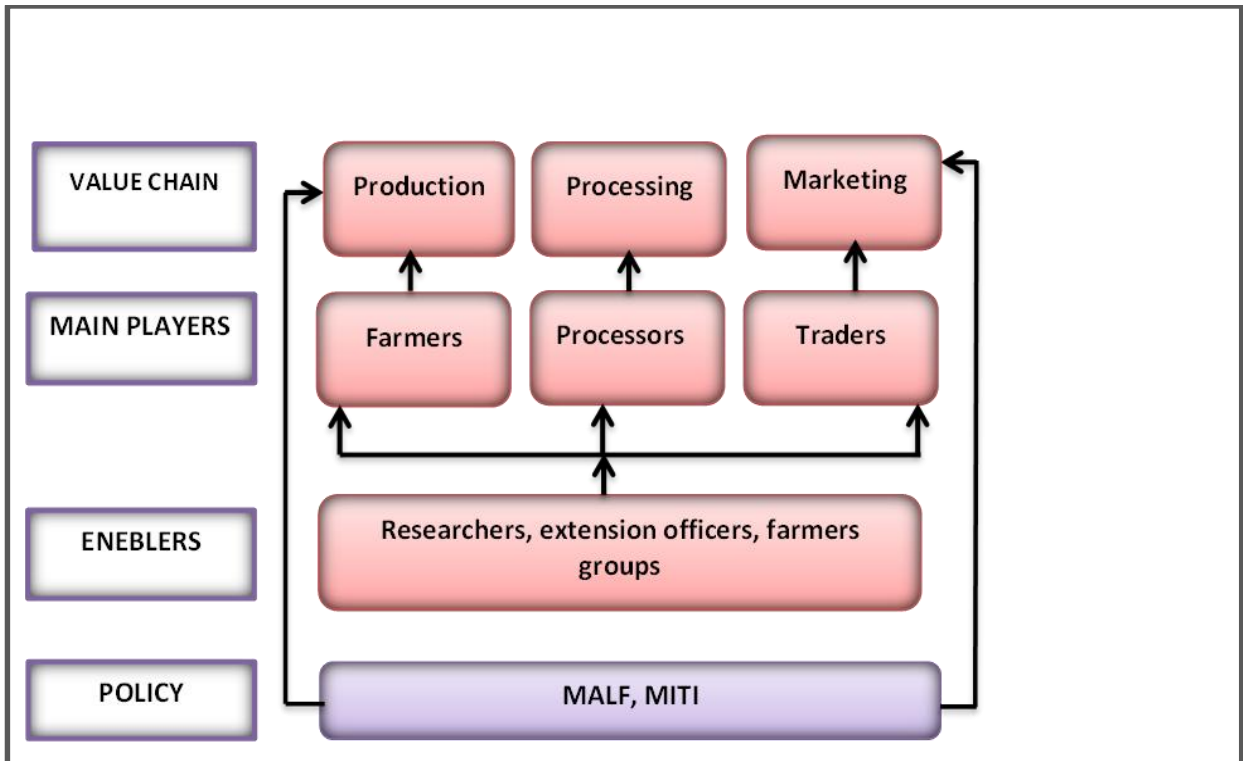 VALUE CHAIN
Production
Processing
Marketing
MAIN PLAYERS
Farmers
Processors
Traders
ENEBLERS
Researchers, extension officers, farmers
groups
POLICY
MALF, MITI